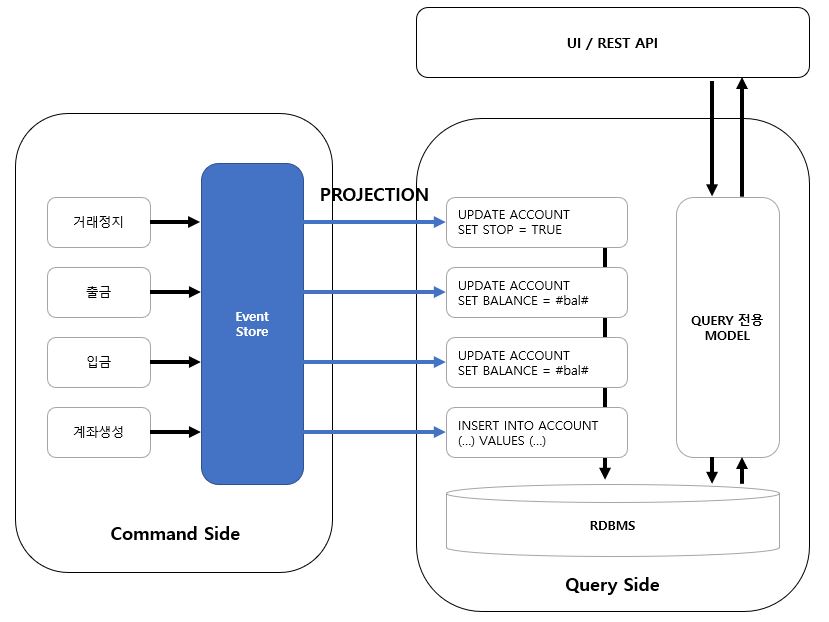 UI / REST API
PROJECTION
거래정지
출금
입금
계좌생성
Event
Store
Command Side
UPDATE ACCOUNT
SET STOP = TRUE
UPDATE ACCOUNT
SET BALANCE = #bal#
UPDATE ACCOUNT
SET BALANCE = #bal#
INSERT INTO ACCOUNT
(...) VALUES (...)
QUERY 전용
MODEL
RDBMS
Query Side